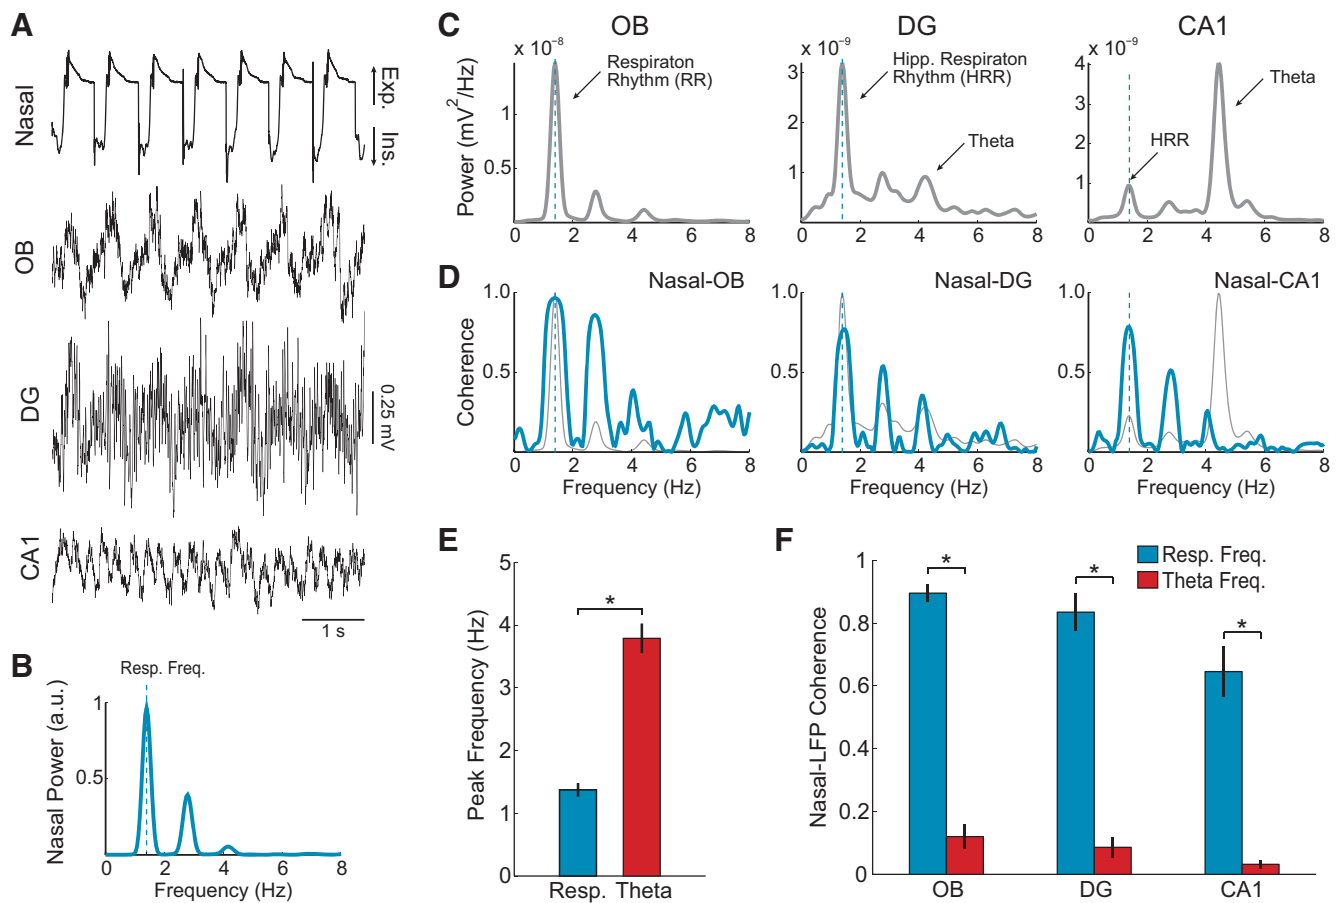 A
Nasal
Exp.
Ins.
OB
DG
0.25 mV
CA1
1 s
B
Resp. Freq.
Nasal Power (a.u.)
1
0.5
0 2 4 6 8
Frequency (Hz)
C
OB
x 10⁻⁸
Respiration
Rhythm (RR)
Power (mV²/Hz)
1
0.5
0 2 4 6 8
DG
x 10⁻⁹
Hipp. Respiraton
Rhythm (HRR)
Theta
3
2
1
0 2 4 6 8
CA1
x 10⁻⁹
Theta
HRR
4
3
2
1
0 2 4 6 8
D
Nasal-OB
Coherence
1.0
0.5
0 2 4 6 8
Frequency (Hz)
Nasal-DG
1.0
0.5
0 2 4 6 8
Frequency (Hz)
Nasal-CA1
1.0
0.5
0 2 4 6 8
Frequency (Hz)
E
Peak Frequency (Hz)
5
4
3
2
1
0
*
Resp. Theta
F
Nasal-LFP Coherence
1
0.8
0.6
0.4
0.2
0
Resp. Freq.
Theta Freq.
*
*
*
OB DG CA1